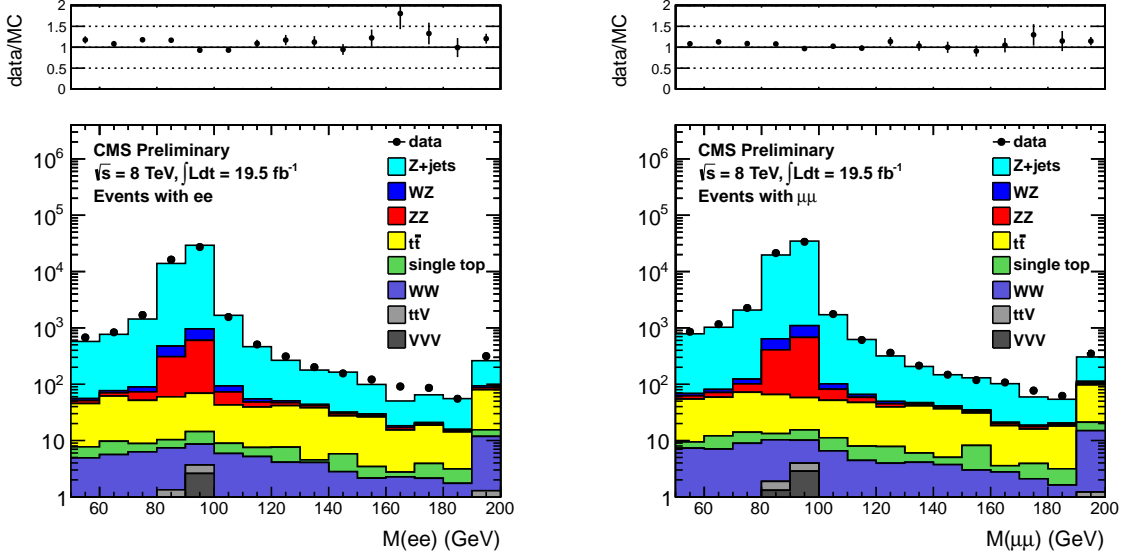 data/MC
2
1.5
1
0.5
0
CMS Preliminary
√s = 8 TeV, ∫Ldt = 19.5 fb⁻¹
Events with ee
data
Z+jets
WZ
ZZ
tt̄
single top
WW
ttV
VVV
10⁶
10⁵
10⁴
10³
10²
10
1
60 80 100 120 140 160 180 200
M(ee) (GeV)
data/MC
2
1.5
1
0.5
0
CMS Preliminary
√s = 8 TeV, ∫Ldt = 19.5 fb⁻¹
Events with μμ
data
Z+jets
WZ
ZZ
tt̄
single top
WW
ttV
VVV
10⁶
10⁵
10⁴
10³
10²
10
1
60 80 100 120 140 160 180 200
M(μμ) (GeV)